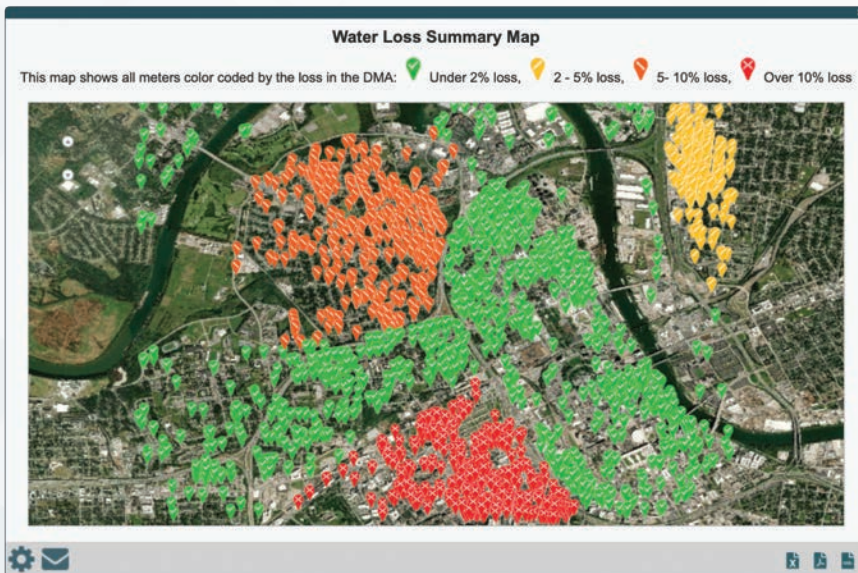 Water Loss Summary Map
This map shows all meters color coded by the loss in the DMA: Under 2% loss, 2 - 5% loss, 5- 10% loss, Over 10% loss